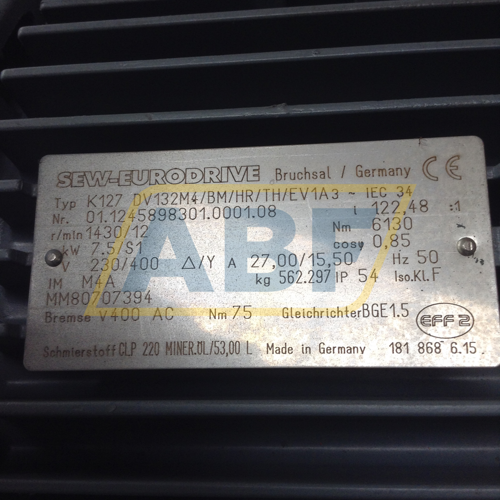 SEW-EURODRIVE Bruchsal / Germany CE
Typ K127 DV132M4/BM/HR/TH/EV1A3 ~ IEC 34
Nr. 01.1245898301.0001.08 i 122,48 :1
r/min 1430/12 Nm 6130
kW 7,5 S1 cosφ 0,85
V 230/400 △/Y A 27,00/15,50 Hz 50
IM M4A kg 562.297 IP 54 Iso.Kl. F
MM80/07394
Bremse V400 AC Nm 75 Gleichrichter BGE1.5
EFF2
Schmierstoff CLP 220 MINER.ÖL/53,00 L Made in Germany 181 868 6.15
ABF